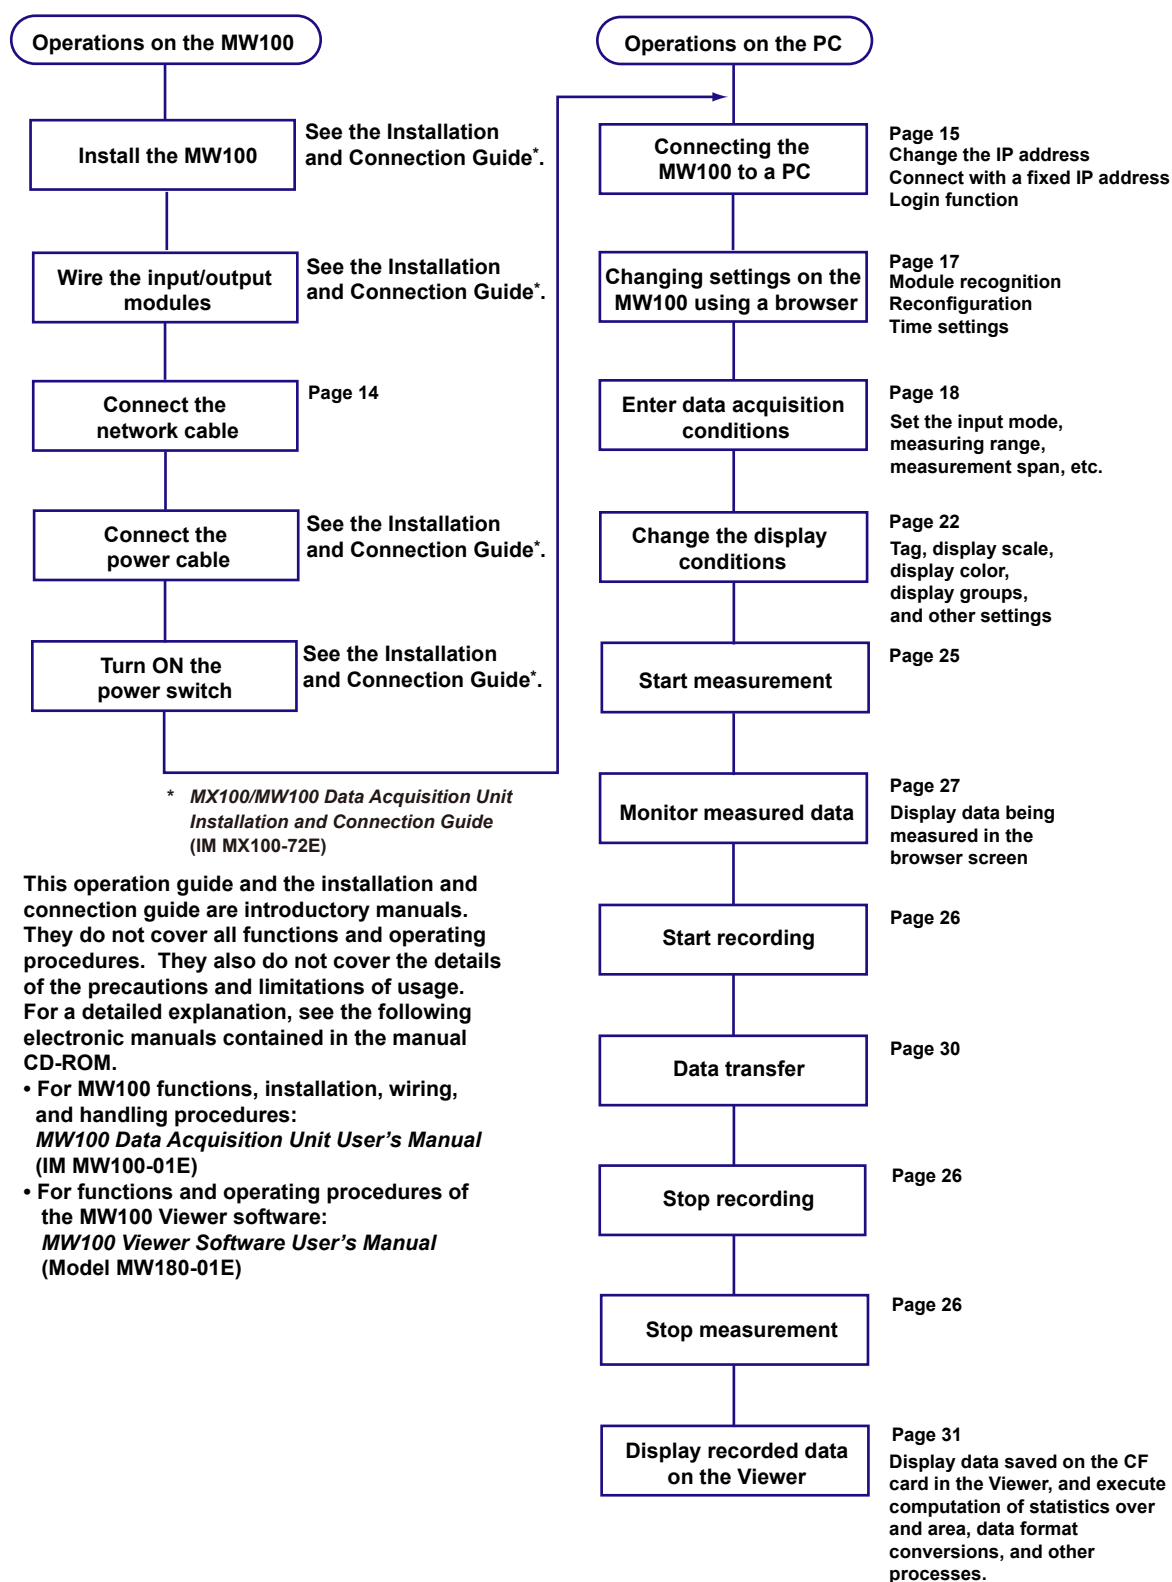 Operations on the MW100
Install the MW100
See the Installation
and Connection Guide*.
Wire the input/output
modules
See the Installation
and Connection Guide*.
Connect the
network cable
Page 14
Connect the
power cable
See the Installation
and Connection Guide*.
Turn ON the
power switch
See the Installation
and Connection Guide*.
* MX100/MW100 Data Acquisition Unit
Installation and Connection Guide
(IM MX100-72E)
This operation guide and the installation and
connection guide are introductory manuals.
They do not cover all functions and operating
procedures. They also do not cover the details
of the precautions and limitations of usage.
For a detailed explanation, see the following
electronic manuals contained in the manual
CD-ROM.
• For MW100 functions, installation, wiring,
and handling procedures:
MW100 Data Acquisition Unit User's Manual
(IM MW100-01E)
• For functions and operating procedures of
the MW100 Viewer software:
MW100 Viewer Software User's Manual
(Model MW180-01E)
Operations on the PC
Connecting the
MW100 to a PC
Page 15
Change the IP address
Connect with a fixed IP address
Login function
Changing settings on the
MW100 using a browser
Page 17
Module recognition
Reconfiguration
Time settings
Enter data acquisition
conditions
Page 18
Set the input mode,
measuring range,
measurement span, etc.
Change the display
conditions
Page 22
Tag, display scale,
display color,
display groups,
and other settings
Start measurement
Page 25
Monitor measured data
Page 27
Display data being
measured in the
browser screen
Start recording
Page 26
Data transfer
Page 30
Stop recording
Page 26
Stop measurement
Page 26
Display recorded data
on the Viewer
Page 31
Display data saved on the CF
card in the Viewer, and execute
computation of statistics over
and area, data format
conversions, and other
processes.